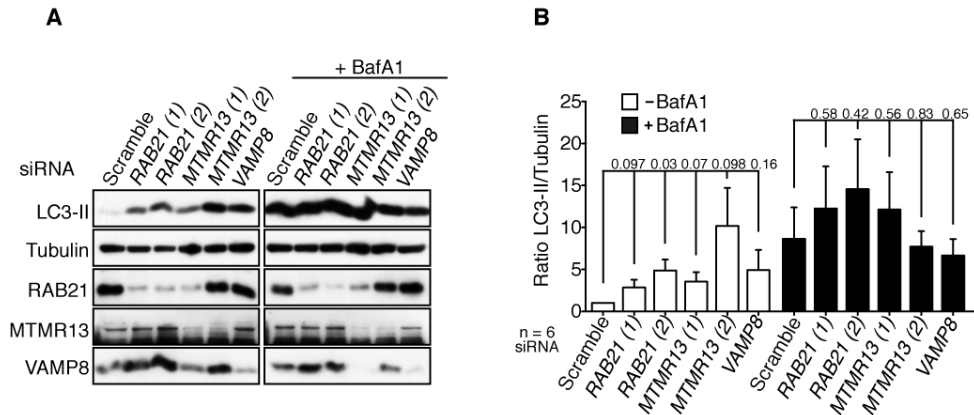 A
+ BafA1
siRNA
Scramble
RAB21 (1)
RAB21 (2)
MTMR13 (1)
MTMR13 (2)
VAMP8
Scramble
RAB21 (1)
RAB21 (2)
MTMR13 (1)
MTMR13 (2)
VAMP8
LC3-II
Tubulin
RAB21
MTMR13
VAMP8
B
Ratio LC3-II/Tubulin
25
20
15
10
5
0
−BafA1
+BafA1
0.097 0.03 0.07 0.098 0.16
0.58 0.42 0.56 0.83 0.65
n = 6
siRNA
Scramble
RAB21 (1)
RAB21 (2)
MTMR13 (1)
MTMR13 (2)
VAMP8
Scramble
RAB21 (1)
RAB21 (2)
MTMR13 (1)
MTMR13 (2)
VAMP8